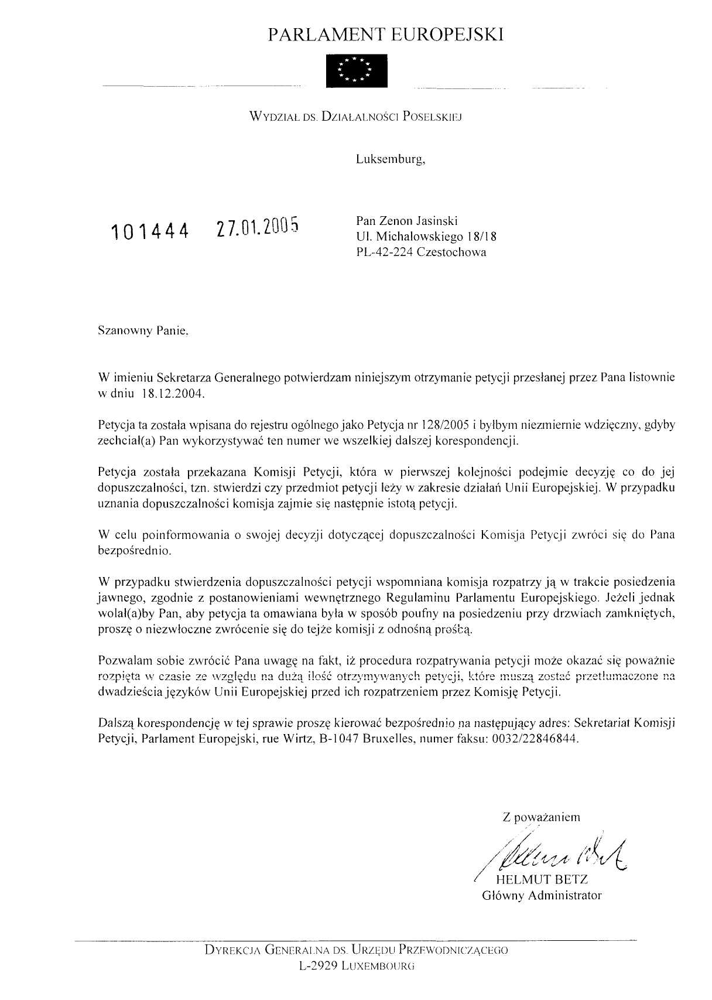 PARLAMENT EUROPEJSKI
WYDZIAŁ DS. DZIAŁALNOŚCI POSELSKIEJ
Luksemburg,
101444 27.01.2005
Pan Zenon Jasinski
Ul. Michalowskiego 18/18
PL-42-224 Czestochowa
Szanowny Panie,
W imieniu Sekretarza Generalnego potwierdzam niniejszym otrzymanie petycji przesłanej przez Pana listownie
w dniu 18.12.2004.
Petycja ta została wpisana do rejestru ogólnego jako Petycja nr 128/2005 i byłbym niezmiernie wdzięczny, gdyby
zechciał(a) Pan wykorzystywać ten numer we wszelkiej dalszej korespondencji.
Petycja została przekazana Komisji Petycji, która w pierwszej kolejności podejmie decyzję co do jej
dopuszczalności, tzn. stwierdzi czy przedmiot petycji leży w zakresie działań Unii Europejskiej. W przypadku
uznania dopuszczalności komisja zajmie się następnie istotą petycji.
W celu poinformowania o swojej decyzji dotyczącej dopuszczalności Komisja Petycji zwróci się do Pana
bezpośrednio.
W przypadku stwierdzenia dopuszczalności petycji wspomniana komisja rozpatrzy ją w trakcie posiedzenia
jawnego, zgodnie z postanowieniami wewnętrznego Regulaminu Parlamentu Europejskiego. Jeżeli jednak
wolał(a)by Pan, aby petycja ta omawiana była w sposób poufny na posiedzeniu przy drzwiach zamkniętych,
proszę o niezwłoczne zwrócenie się do tejże komisji z odnośną prośbą.
Pozwalam sobie zwrócić Pana uwagę na fakt, iż procedura rozpatrywania petycji może okazać się poważnie
rozpięta w czasie ze względu na dużą ilość otrzymywanych petycji, które muszą zostać przetłumaczone na
dwadzieścia języków Unii Europejskiej przed ich rozpatrzeniem przez Komisję Petycji.
Dalszą korespondencję w tej sprawie proszę kierować bezpośrednio na następujący adres: Sekretariat Komisji
Petycji, Parlament Europejski, rue Wirtz, B-1047 Bruxelles, numer faksu: 0032/22846844.
Z poważaniem
HELMUT BETZ
Główny Administrator
DYREKCJA GENERALNA DS. URZĘDU PRZEWODNICZĄCEGO
L-2929 LUXEMBOURG